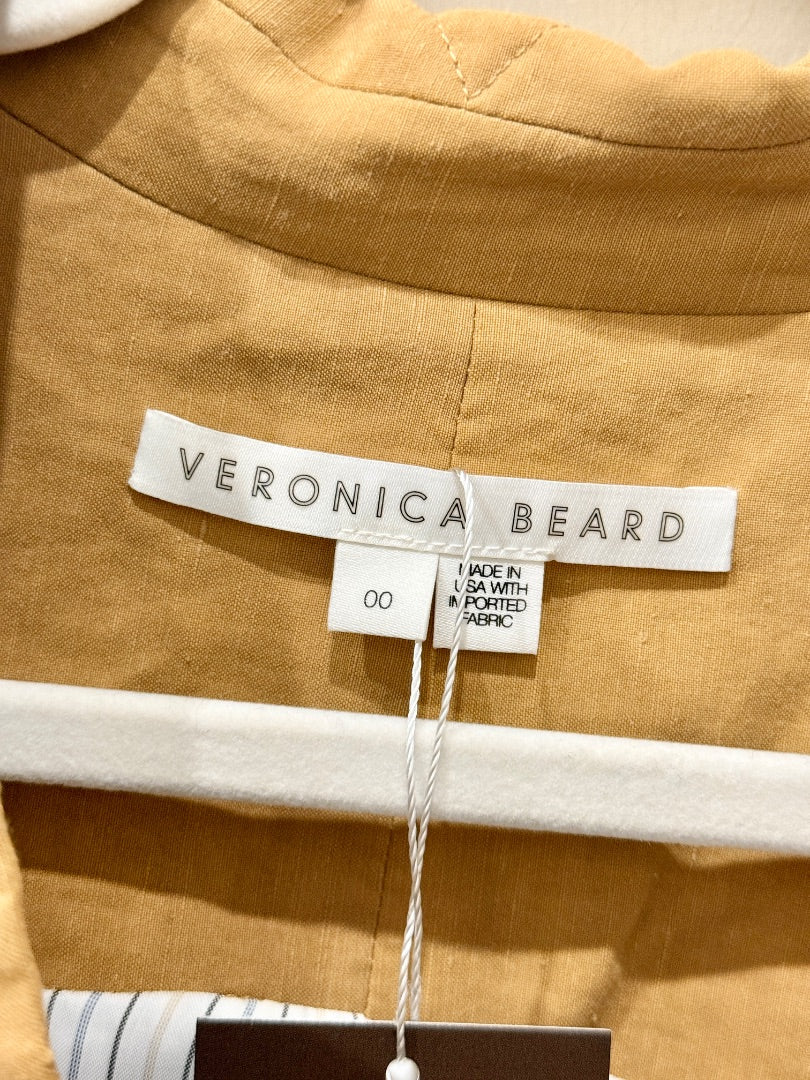 VERONICA BEARD
00
MADE IN
USA WITH
IMPORTED
FABRIC